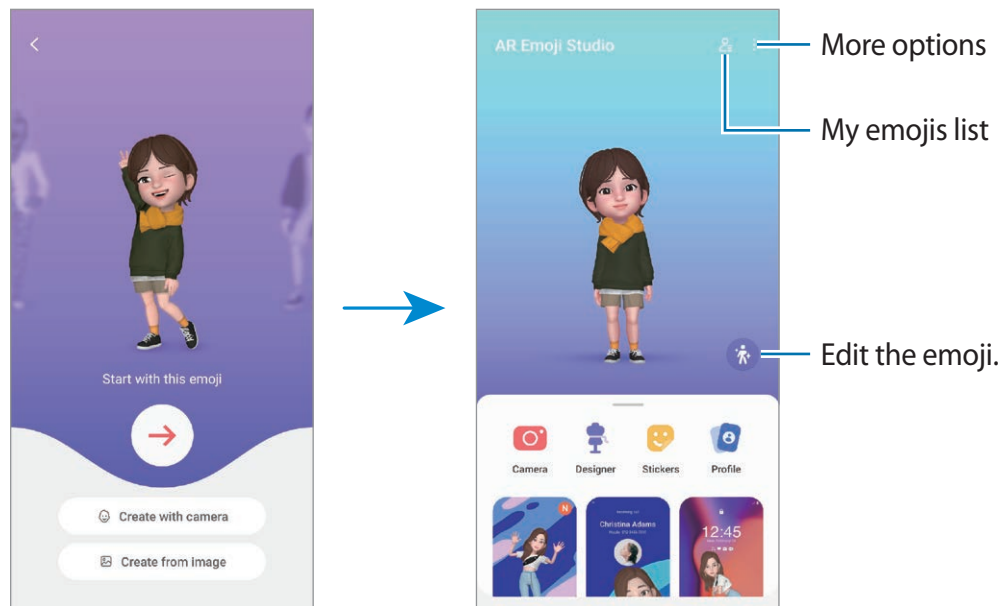 Start with this emoji
Create with camera
Create from image
AR Emoji Studio
More options
My emojis list
Edit the emoji.
Camera
Designer
Stickers
Profile
N
Christina Adams
12:45